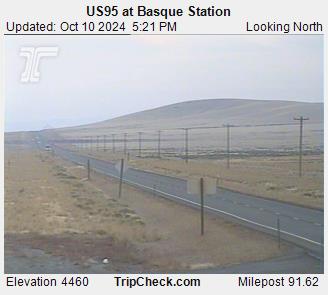 US95 at Basque Station
Updated: Oct 10 2024 5:21 PM Looking North
Elevation 4460 TripCheck.com Milepost 91.62